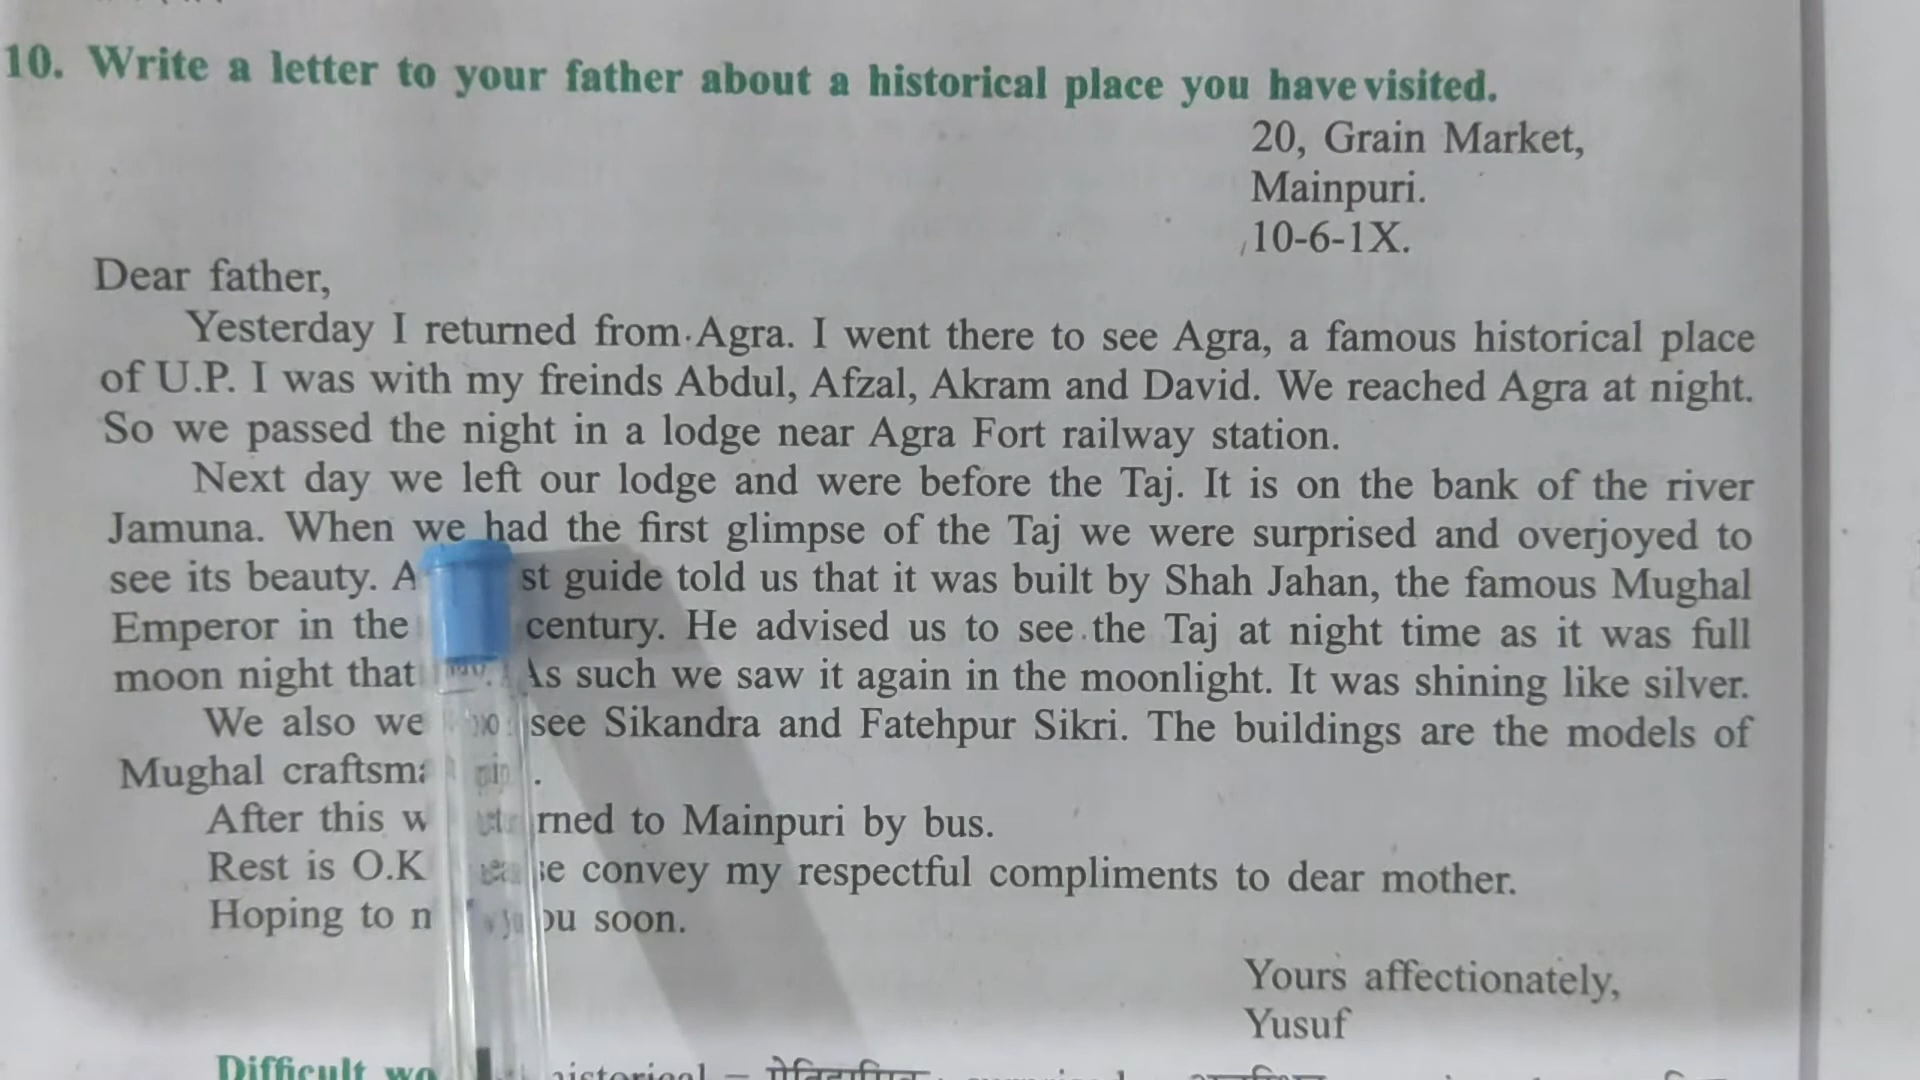 10. Write a letter to your father about a historical place you have visited.
20, Grain Market,
Mainpuri.
10-6-1X.
Dear father,
Yesterday I returned from Agra. I went there to see Agra, a famous historical place
of U.P. I was with my freinds Abdul, Afzal, Akram and David. We reached Agra at night.
So we passed the night in a lodge near Agra Fort railway station.
Next day we left our lodge and were before the Taj. It is on the bank of the river
Jamuna. When we had the first glimpse of the Taj we were surprised and overjoyed to
see its beauty. A guide told us that it was built by Shah Jahan, the famous Mughal
Emperor in the century. He advised us to see the Taj at night time as it was full
moon night that As such we saw it again in the moonlight. It was shining like silver.
We also see Sikandra and Fatehpur Sikri. The buildings are the models of
Mughal
After this to Mainpuri by bus.
Rest is O.K convey my respectful compliments to dear mother.
Hoping to soon.
Yours affectionately,
Yusuf
Difficult